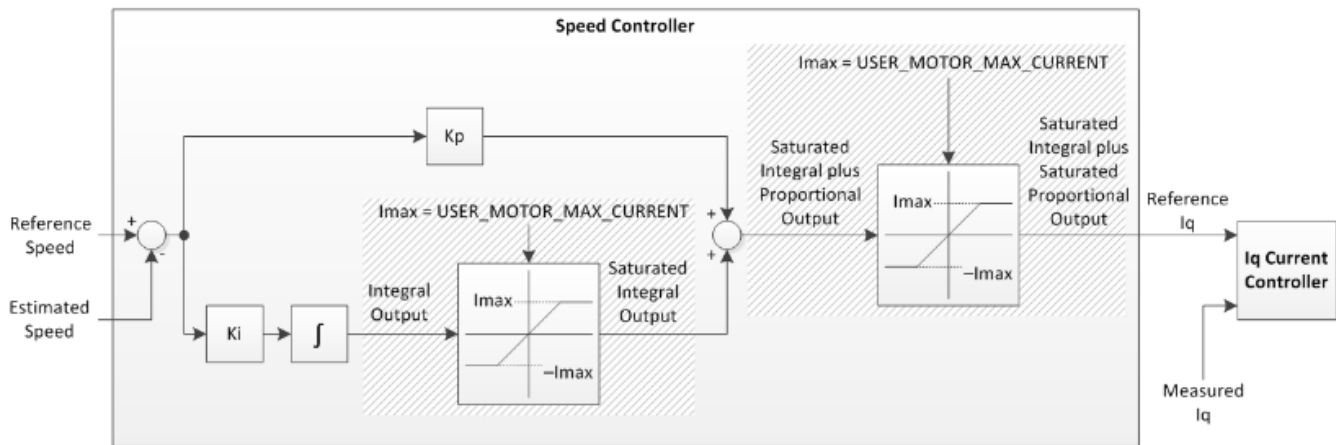 Speed Controller
Imax = USER_MOTOR_MAX_CURRENT
Kp
Saturated
Integral plus
Proportional
Output
Imax
−Imax
Saturated
Integral plus
Saturated
Proportional
Output
Reference
Iq
Iq Current
Controller
Measured
Iq
Reference
Speed
+
-
Estimated
Speed
Ki
∫
Integral
Output
Imax = USER_MOTOR_MAX_CURRENT
Imax
−Imax
Saturated
Integral
Output
+
+